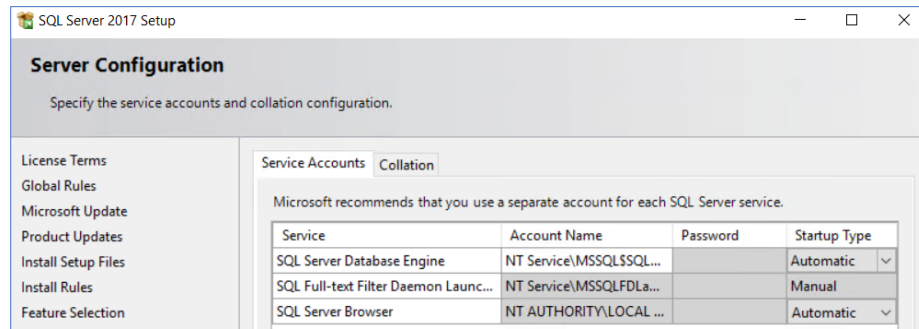 SQL Server 2017 Setup
Server Configuration
Specify the service accounts and collation configuration.
License Terms
Global Rules
Microsoft Update
Product Updates
Install Setup Files
Install Rules
Feature Selection
Service Accounts Collation
Microsoft recommends that you use a separate account for each SQL Server service.
Service Account Name Password Startup Type
SQL Server Database Engine NT Service\MSSQL$SQL... Automatic
SQL Full-text Filter Daemon Launc... NT Service\MSSQLFDLa... Manual
SQL Server Browser NT AUTHORITY\LOCAL ... Automatic